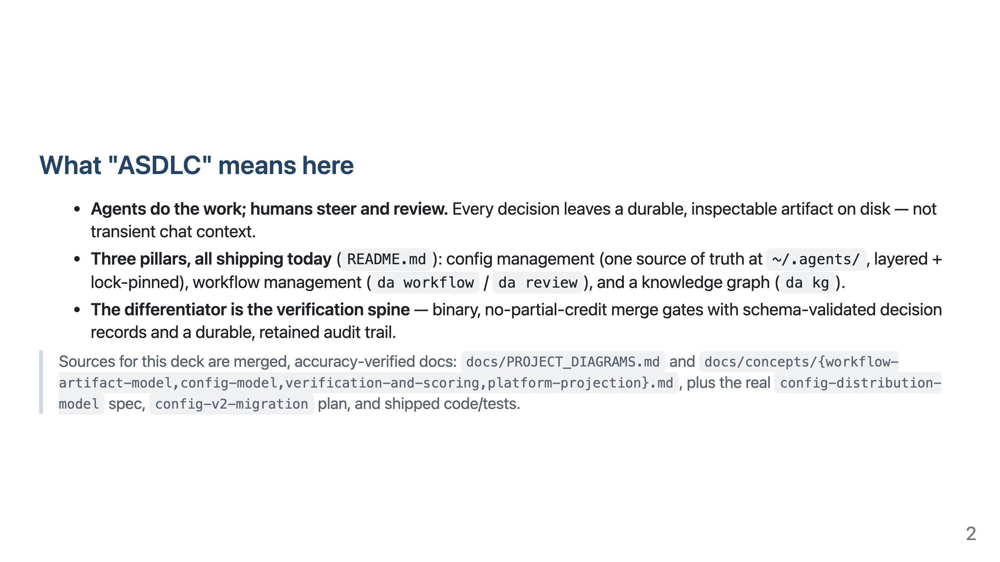 What "ASDLC" means here
• Agents do the work; humans steer and review. Every decision leaves a durable, inspectable artifact on disk — not
transient chat context.
• Three pillars, all shipping today ( README.md ): config management (one source of truth at ~/.agents/ , layered +
lock-pinned), workflow management ( da workflow / da review ), and a knowledge graph ( da kg ).
• The differentiator is the verification spine — binary, no-partial-credit merge gates with schema-validated decision
records and a durable, retained audit trail.
Sources for this deck are merged, accuracy-verified docs: docs/PROJECT_DIAGRAMS.md and docs/concepts/{workflow-
artifact-model,config-model,verification-and-scoring,platform-projection}.md , plus the real config-distribution-
model spec, config-v2-migration plan, and shipped code/tests.
2